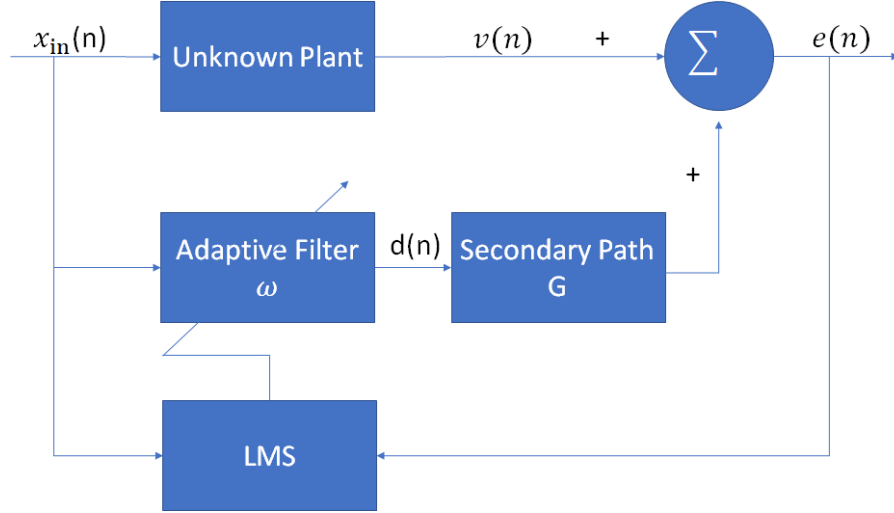 x_in(n)
Unknown Plant
v(n)
+
∑
e(n)
+
Adaptive Filter
ω
d(n)
Secondary Path
G
LMS